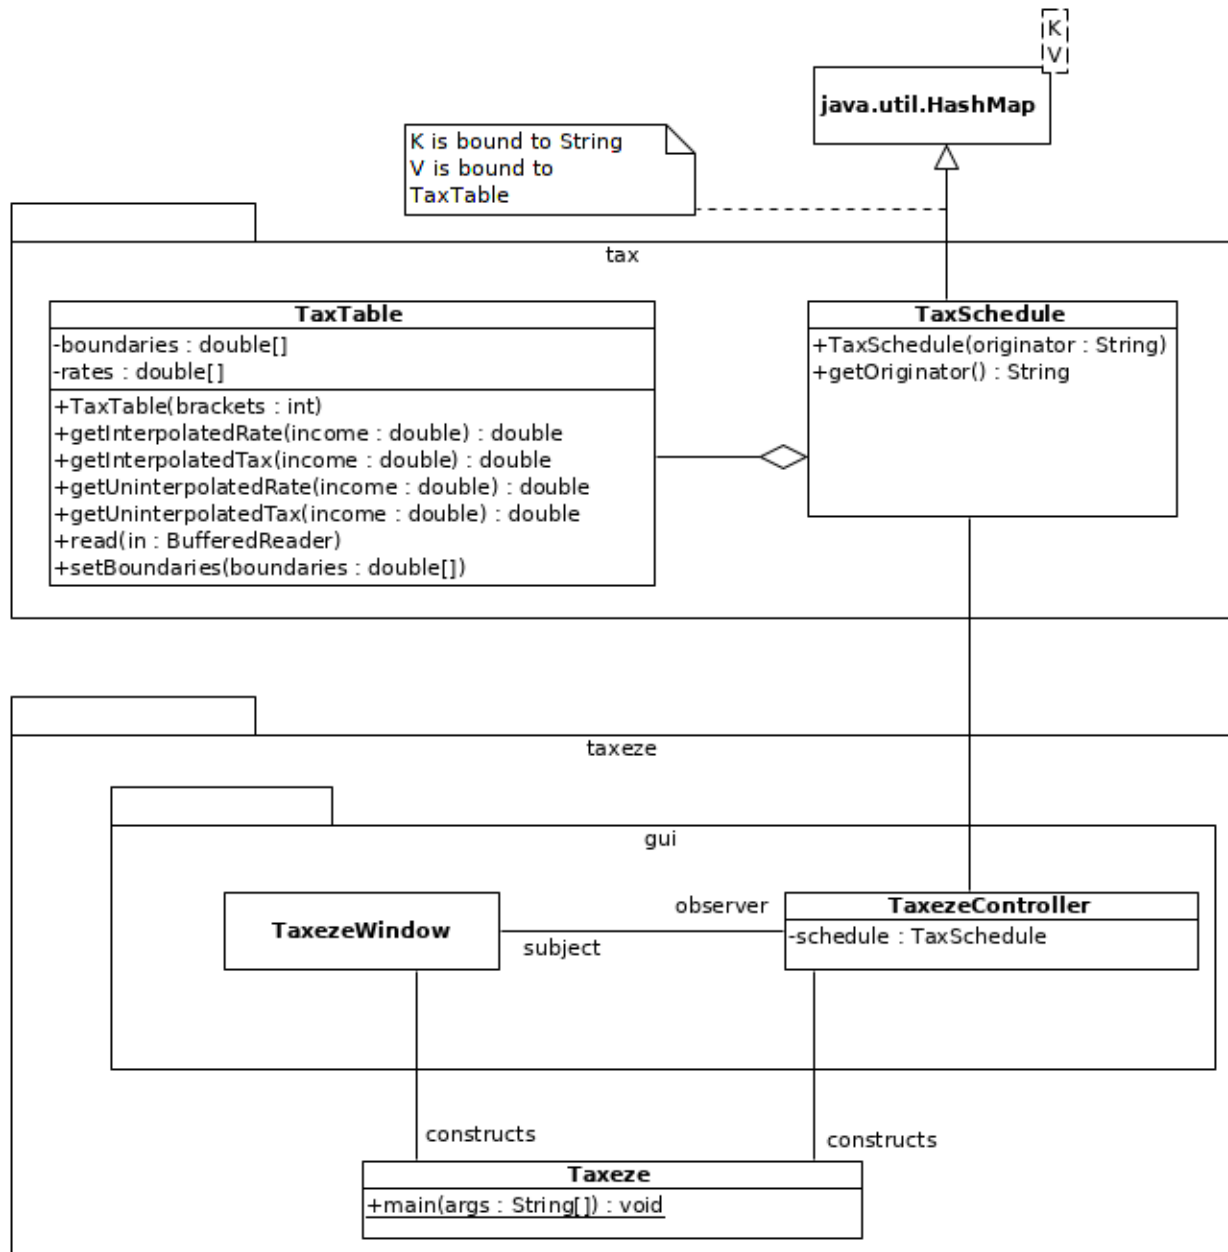 K
V
java.util.HashMap
K is bound to String
V is bound to
TaxTable
tax
TaxTable
-boundaries : double[]
-rates : double[]
+TaxTable(brackets : int)
+getInterpolatedRate(income : double) : double
+getInterpolatedTax(income : double) : double
+getUninterpolatedRate(income : double) : double
+getUninterpolatedTax(income : double) : double
+read(in : BufferedReader)
+setBoundaries(boundaries : double[])
TaxSchedule
+TaxSchedule(originator : String)
+getOriginator() : String
taxeze
gui
TaxezeWindow
observer
subject
TaxezeController
-schedule : TaxSchedule
constructs
constructs
Taxeze
+main(args : String[]) : void